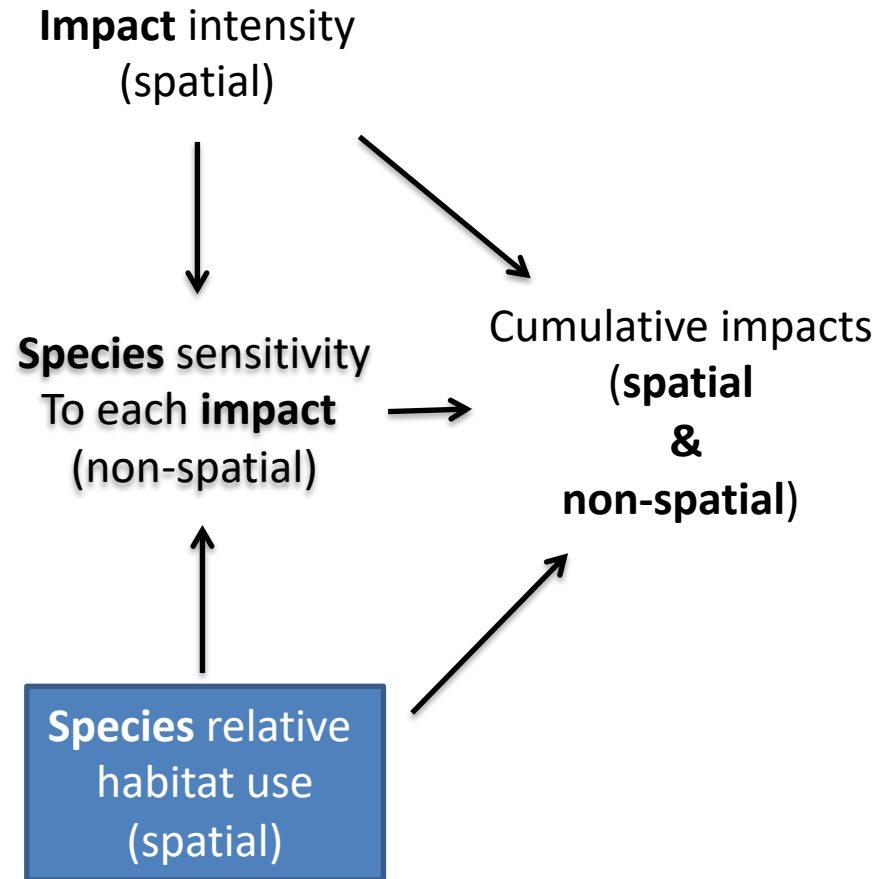 Impact intensity
(spatial)
Species sensitivity
To each impact
(non-spatial)
Cumulative impacts
(spatial
&
non-spatial)
Species relative
habitat use
(spatial)